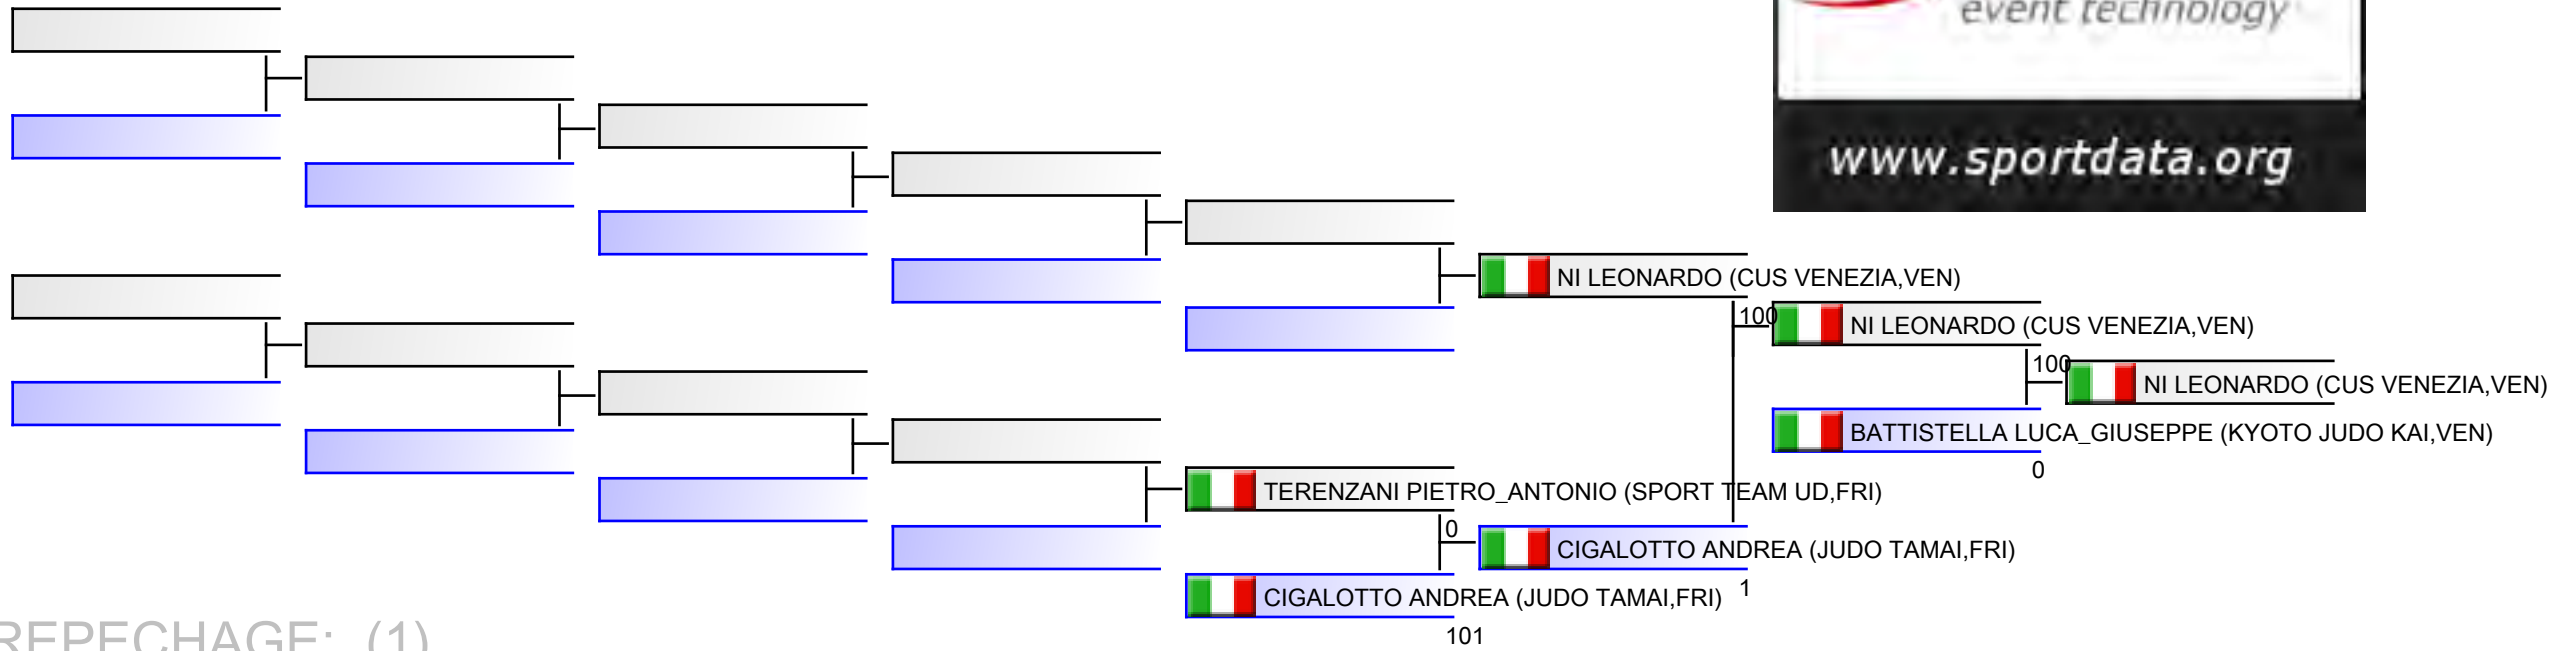 event technology
www.sportdata.org
NI LEONARDO (CUS VENEZIA,VEN)
100
NI LEONARDO (CUS VENEZIA,VEN)
100
NI LEONARDO (CUS VENEZIA,VEN)
BATTISTELLA LUCA_GIUSEPPE (KYOTO JUDO KAI,VEN)
0
TERENZANI PIETRO_ANTONIO (SPORT TEAM UD,FRI)
0
CIGALOTTO ANDREA (JUDO TAMAI,FRI)
1
CIGALOTTO ANDREA (JUDO TAMAI,FRI)
101
REPECHAGE: (1)